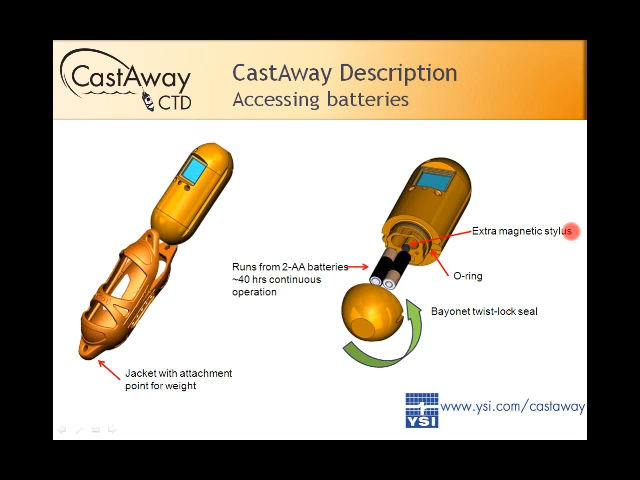 CastAway
CTD
CastAway Description
Accessing batteries
Extra magnetic stylus
Runs from 2-AA batteries
~40 hrs continuous
operation
O-ring
Bayonet twist-lock seal
Jacket with attachment
point for weight
YSI
www.ysi.com/castaway